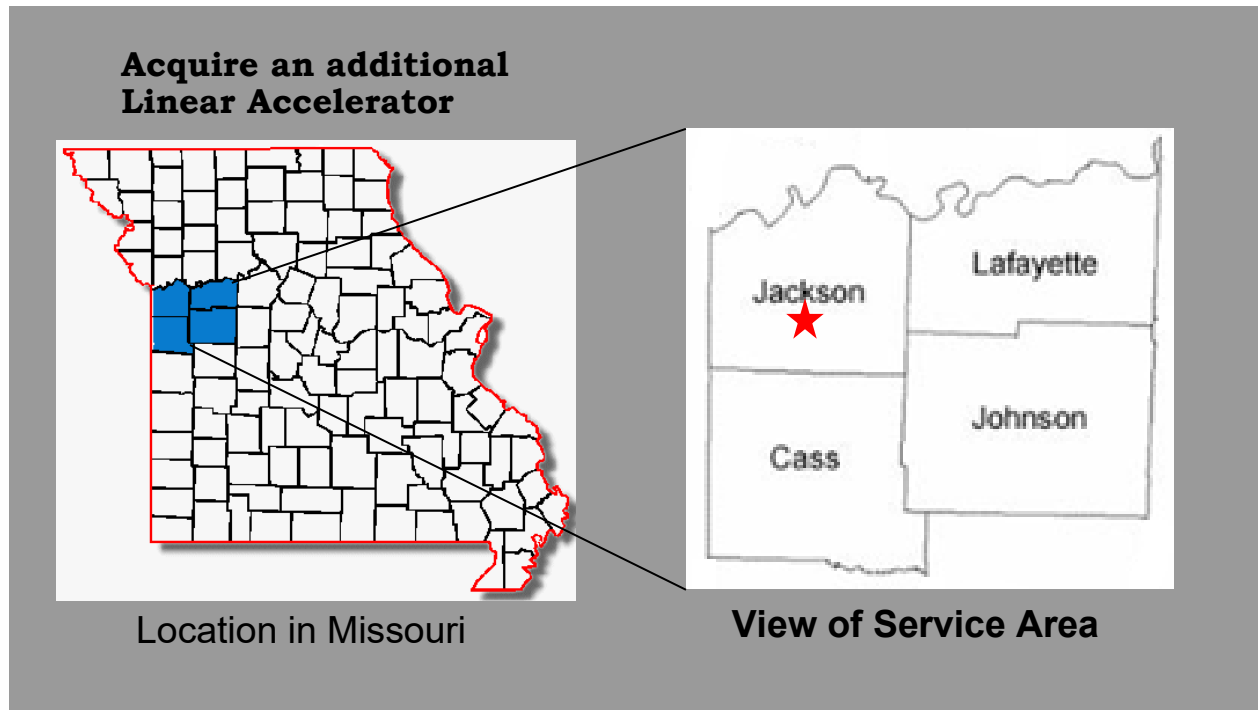 Acquire an additional
Linear Accelerator
Jackson
Lafayette
Cass
Johnson
Location in Missouri
View of Service Area